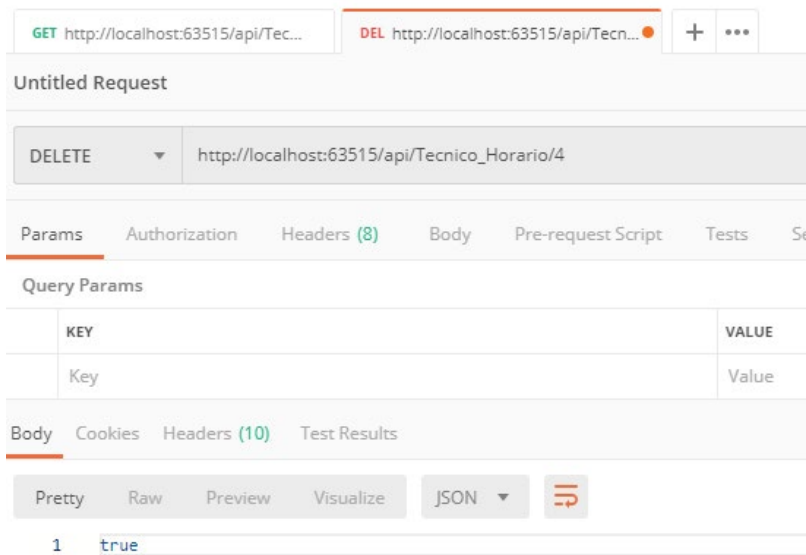 GET http://localhost:63515/api/Tec... DEL http://localhost:63515/api/Tecn...
Untitled Request
DELETE http://localhost:63515/api/Tecnico_Horario/4
Params Authorization Headers (8) Body Pre-request Script Tests Se
Query Params
KEY VALUE
Key Value
Body Cookies Headers (10) Test Results
Pretty Raw Preview Visualize JSON
1 true